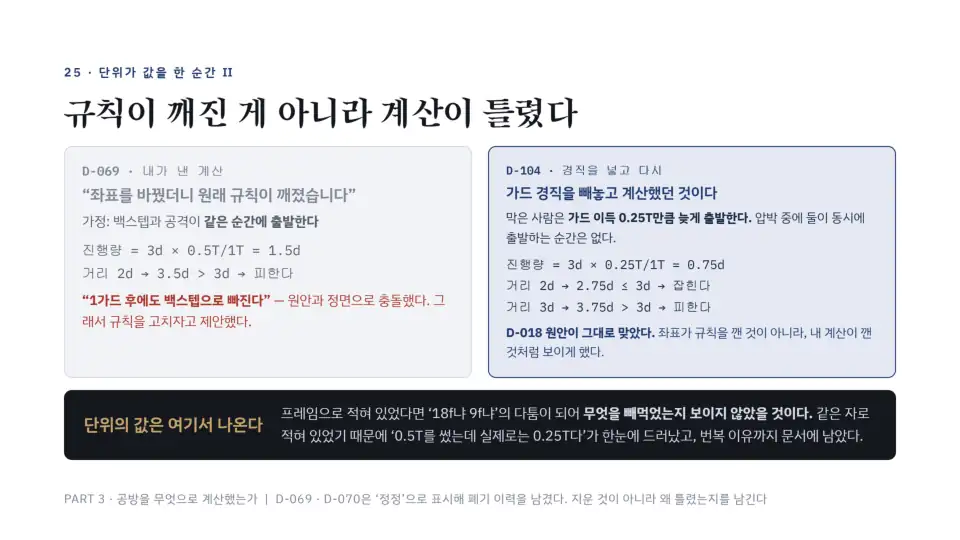 25 · 단위가 값을 한 순간 II
규칙이 깨진 게 아니라 계산이 틀렸다
D-069 · 내가 낸 계산
“좌표를 바꿨더니 원래 규칙이 깨졌습니다”
가정: 백스텝과 공격이 같은 순간에 출발한다
진행량 = 3d × 0.5T/1T = 1.5d
거리 2d → 3.5d > 3d → 피한다
“1가드 후에도 백스텝으로 빠진다” — 원안과 정면으로 충돌했다. 그
래서 규칙을 고치자고 제안했다.
D-104 · 경직을 넣고 다시
가드 경직을 빼놓고 계산했던 것이다
막은 사람은 가드 이득 0.25T만큼 늦게 출발한다. 압박 중에 둘이 동시에
출발하는 순간은 없다.
진행량 = 3d × 0.25T/1T = 0.75d
거리 2d → 2.75d ≤ 3d → 잡힌다
거리 3d → 3.75d > 3d → 피한다
D-018 원안이 그대로 맞았다. 좌표가 규칙을 깬 것이 아니라, 내 계산이 깬
것처럼 보이게 했다.
단위의 값은 여기서 나온다
프레임으로 적혀 있었다면 ‘18f냐 9f냐’의 다툼이 되어 무엇을 빼먹었는지 보이지 않았을 것이다. 같은 자로
적혀 있었기 때문에 ‘0.5T를 썼는데 실제로는 0.25T다’가 한눈에 드러났고, 번복 이유까지 문서에 남았다.
PART 3 · 공방을 무엇으로 계산했는가 | D-069 · D-070은 ‘정정’으로 표시해 폐기 이력을 남겼다. 지운 것이 아니라 왜 틀렸는지를 남긴다